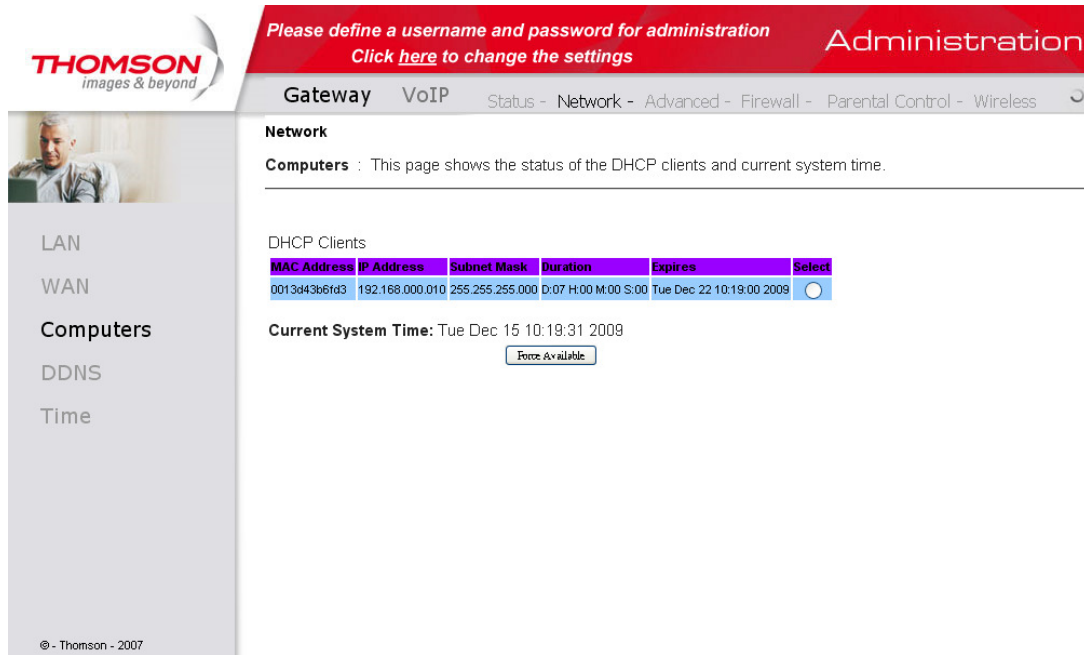 THOMSON
images & beyond
Please define a username and password for administration
Click here to change the settings
Administration
Gateway VoIP Status - Network - Advanced - Firewall - Parental Control - Wireless
Network
Computers : This page shows the status of the DHCP clients and current system time.
LAN
WAN
Computers
DDNS
Time
DHCP Clients
MAC Address IP Address Subnet Mask Duration Expires Select
0013d43b6fd3 192.168.000.010 255.255.255.000 D:07 H:00 M:00 S:00 Tue Dec 22 10:19:00 2009
Current System Time: Tue Dec 15 10:19:31 2009
Force Available
© - Thomson - 2007